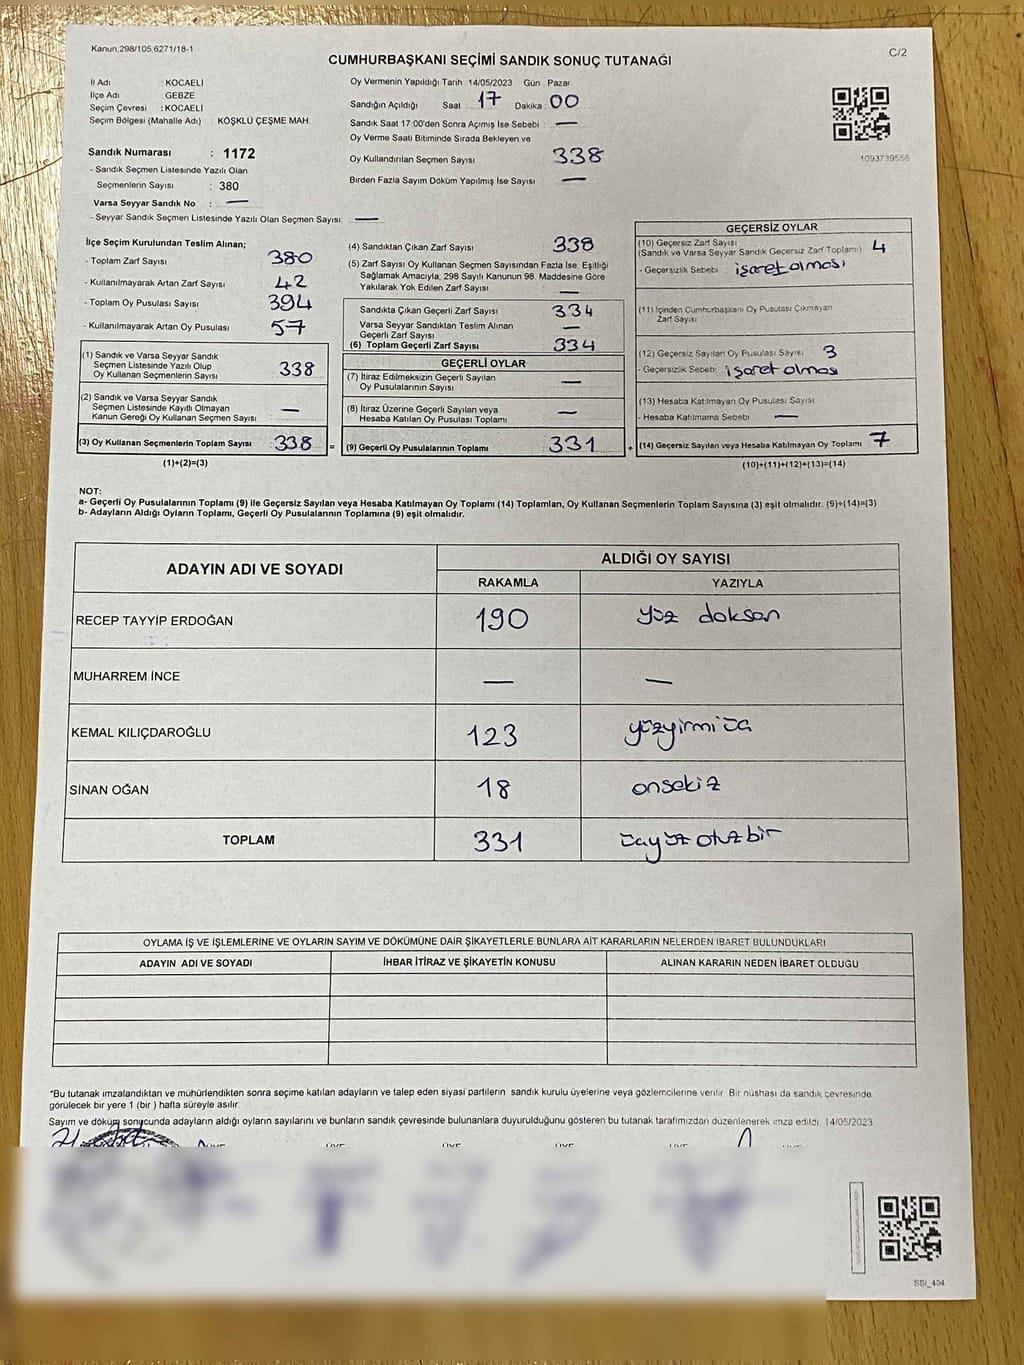 Kanun,298/105,6271/18-1
C/2
CUMHURBAŞKANI SEÇİMİ SANDIK SONUÇ TUTANAĞI
İl Adı : KOCAELİ
İlçe Adı : GEBZE
Seçim Çevresi : KOCAELİ
Seçim Bölgesi (Mahalle Adı) : KÖŞKLÜ ÇEŞME MAH.
Sandık Numarası : 1172
- Sandık Seçmen Listesinde Yazılı Olan
Seçmenlerin Sayısı : 380
Varsa Seyyar Sandık No : —
- Seyyar Sandık Seçmen Listesinde Yazılı Olan Seçmen Sayısı: —
Oy Vermenin Yapıldığı Tarih : 14/05/2023 Gün : Pazar
Sandığın Açıldığı Saat : 17 Dakika : 00
Sandık Saat 17:00'den Sonra Açımış İse Sebebi : —
Oy Verme Saati Bitiminde Sırada Bekleyen ve
Oy Kullandırılan Seçmen Sayısı 338
Birden Fazla Sayım Döküm Yapılmış İse Sayısı : —
1093739556
İlçe Seçim Kurulundan Teslim Alınan;
- Toplam Zarf Sayısı 380
- Kullanılmayarak Artan Zarf Sayısı : 42
- Toplam Oy Pusulası Sayısı 394
- Kullanılmayarak Artan Oy Pusulası : 57
(1) Sandık ve Varsa Seyyar Sandık
Seçmen Listesinde Yazılı Olup
Oy Kullanan Seçmenlerin Sayısı 338
(2) Sandık ve Varsa Seyyar Sandık
Seçmen Listesinde Kayıtlı Olmayan
Kanun Gereği Oy Kullanan Seçmen Sayısı —
(3) Oy Kullanan Seçmenlerin Toplam Sayısı 338
(1)+(2)=(3)
=
(4) Sandıktan Çıkan Zarf Sayısı 338
(5) Zarf Sayısı Oy Kullanan Seçmen Sayısından Fazla İse, Eşitliği
Sağlamak Amacıyla, 298 Sayılı Kanunun 98. Maddesine Göre
Yakılarak Yok Edilen Zarf Sayısı —
Sandıkta Çıkan Geçerli Zarf Sayısı 334
Varsa Seyyar Sandıktan Teslim Alınan
Geçerli Zarf Sayısı —
(6) Toplam Geçerli Zarf Sayısı 334
GEÇERLİ OYLAR
(7) İtiraz Edilmeksizin Geçerli Sayılan
Oy Pusulalarının Sayısı —
(8) İtiraz Üzerine Geçerli Sayılan veya
Hesaba Katılan Oy Pusulası Toplamı —
(9) Geçerli Oy Pusulalarının Toplamı 331
+
GEÇERSİZ OYLAR
(10) Geçersiz Zarf Sayısı
(Sandık ve Varsa Seyyar Sandık Geçersiz Zarf Toplamı) 4
- Geçersizlik Sebebi : işaret olması
(11) İçinden Cumhurbaşkanı Oy Pusulası Çıkmayan
Zarf Sayısı
(12) Geçersiz Sayılan Oy Pusulası Sayısı 3
- Geçersizlik Sebebi : işaret olması
(13) Hesaba Katılmayan Oy Pusulası Sayısı
- Hesaba Katılmama Sebebi : —
(14) Geçersiz Sayılan veya Hesaba Katılmayan Oy Toplamı 7
(10)+(11)+(12)+(13)=(14)
NOT:
a- Geçerli Oy Pusulalarının Toplamı (9) ile Geçersiz Sayılan veya Hesaba Katılmayan Oy Toplamı (14) Toplamları, Oy Kullanan Seçmenlerin Toplam Sayısına (3) eşit olmalıdır. (9)+(14)=(3)
b- Adayların Aldığı Oyların Toplamı, Geçerli Oy Pusulalarının Toplamına (9) eşit olmalıdır.
ADAYIN ADI VE SOYADI
ALDIĞI OY SAYISI
RAKAMLA YAZIYLA
RECEP TAYYİP ERDOĞAN 190 yüz doksan
MUHARREM İNCE — —
KEMAL KILIÇDAROĞLU 123 yüzyirmi üç
SİNAN OĞAN 18 onsekiz
TOPLAM 331 üçyüz otuz bir
OYLAMA İŞ VE İŞLEMLERİNE VE OYLARIN SAYIM VE DÖKÜMÜNE DAİR ŞİKAYETLERLE BUNLARA AİT KARARLARIN NELERDEN İBARET BULUNDUKLARI
ADAYIN ADI VE SOYADI İHBAR İTİRAZ VE ŞİKAYETİN KONUSU ALINAN KARARIN NEDEN İBARET OLDUĞU
*Bu tutanak imzalandıktan ve mühürlendikten sonra seçime katılan adayların ve talep eden siyasi partilerin sandık kurulu üyelerine veya gözlemcilerine verilir. Bir nüshası da sandık çevresinde
görülecek bir yere 1 (bir) hafta süreyle asılır.
Sayım ve döküm sonucunda adayların aldığı oyların sayılarını ve bunların sandık çevresinde bulunanlara duyurulduğunu gösteren bu tutanak tarafımızdan düzenlenerek imza edildi. 14/05/2023
SSİ_404